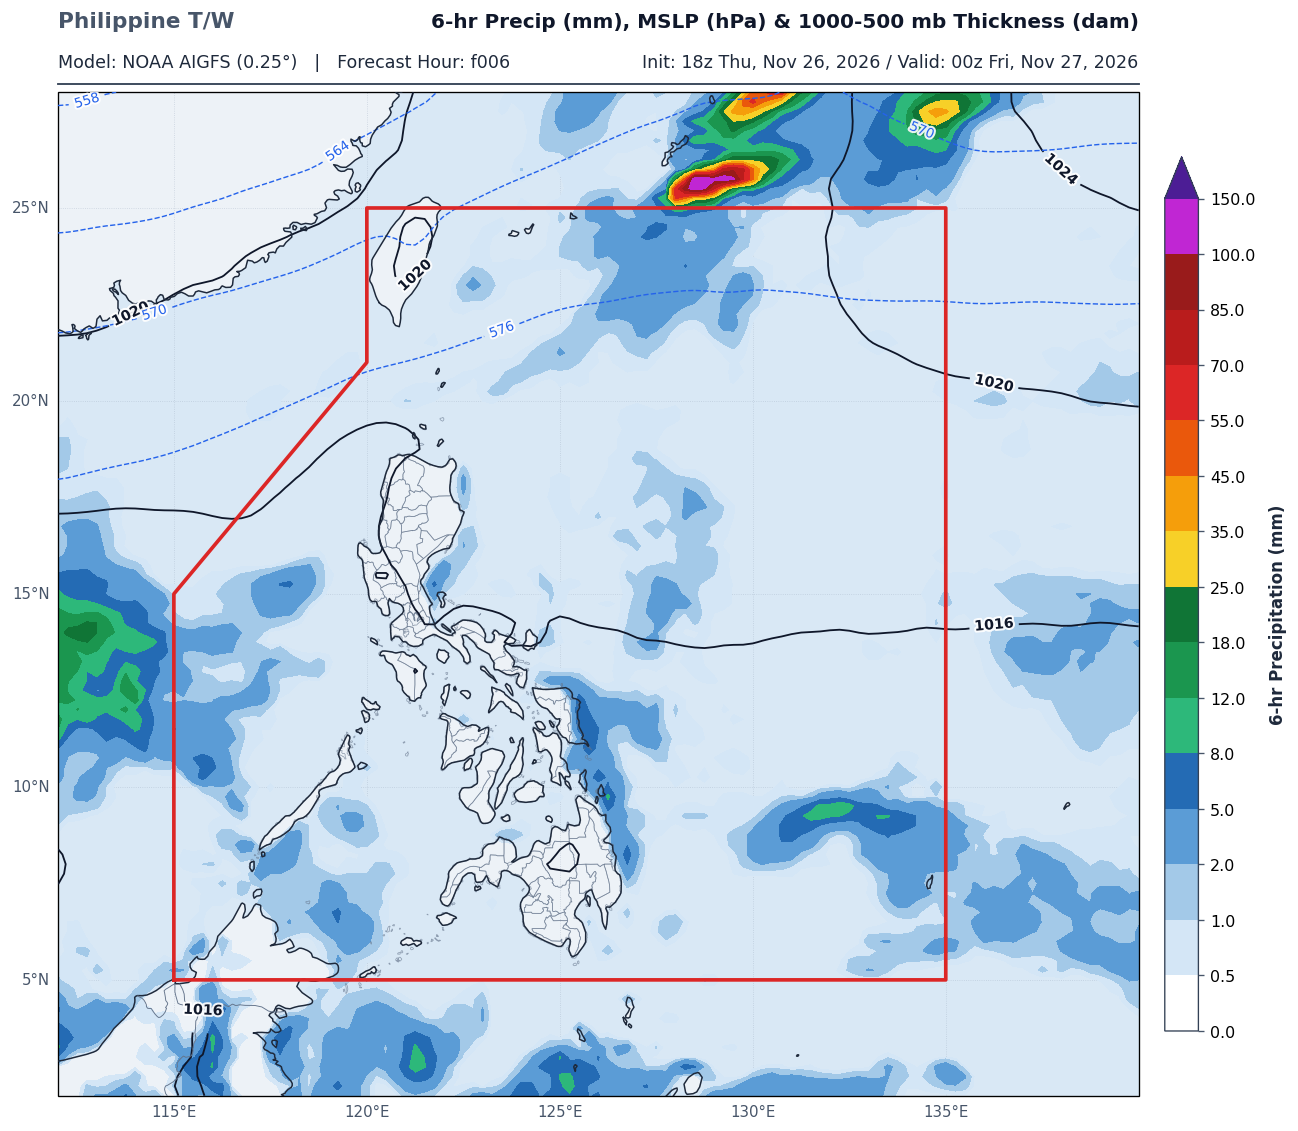 Philippine T/W
6-hr Precip (mm), MSLP (hPa) & 1000-500 mb Thickness (dam)
Model: NOAA AIGFS (0.25°) | Forecast Hour: f006
Init: 18z Thu, Nov 26, 2026 / Valid: 00z Fri, Nov 27, 2026
558
564
570
1024
25°N
1020
1020
570
576
1020
20°N
15°N
1016
10°N
5°N
1016
115°E
120°E
125°E
130°E
135°E
150.0
100.0
85.0
70.0
55.0
45.0
35.0
25.0
18.0
12.0
8.0
5.0
2.0
1.0
0.5
0.0
6-hr Precipitation (mm)